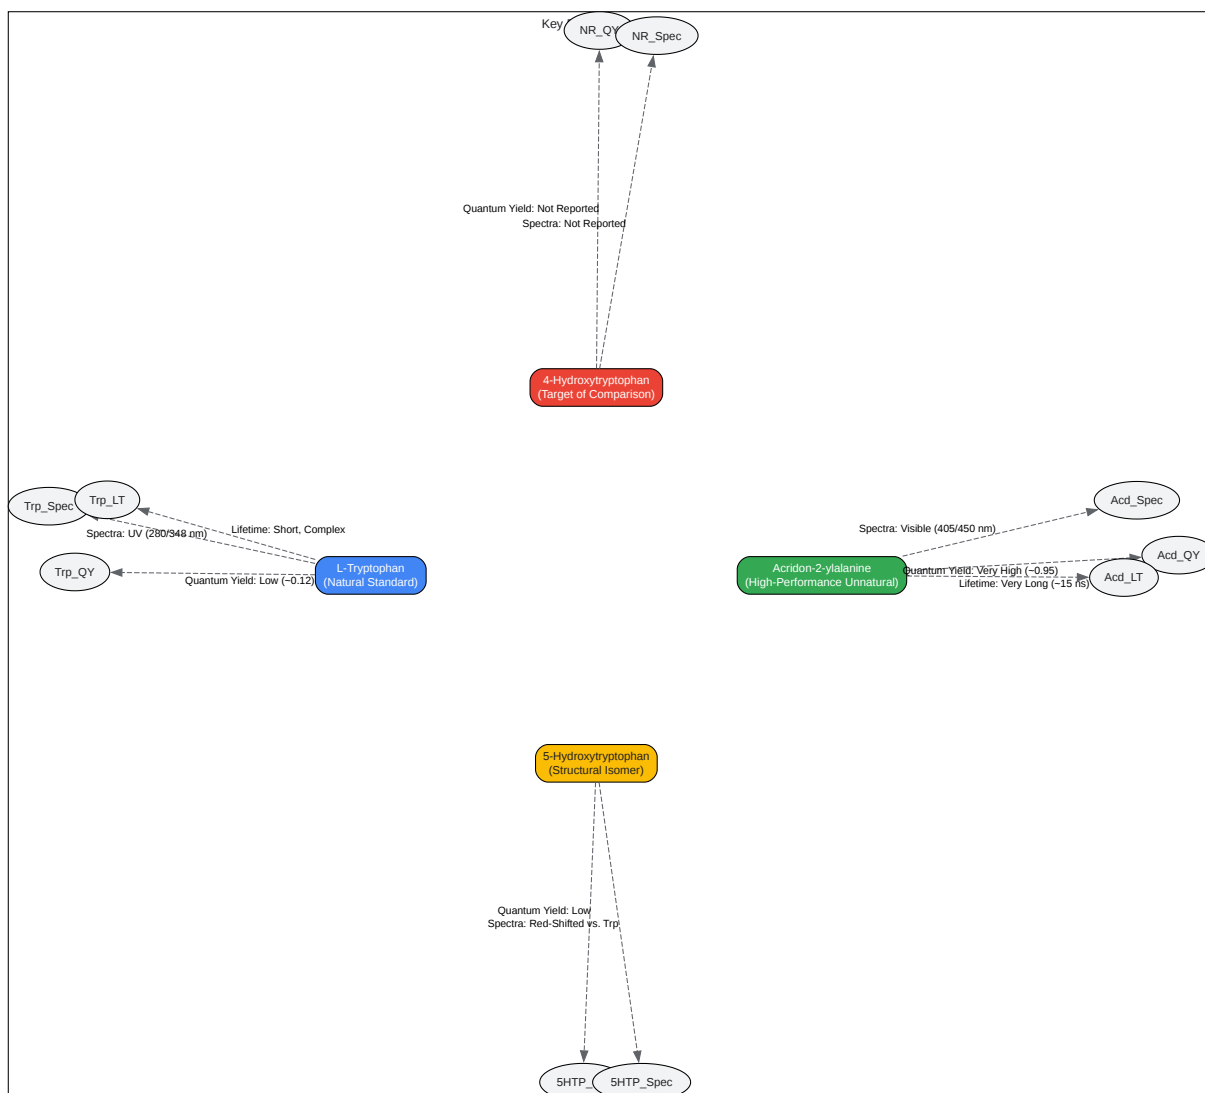 Key
NR_QY
NR_Spec
Quantum Yield: Not Reported
Spectra: Not Reported
4-Hydroxytryptophan
(Target of Comparison)
Trp_Spec
Trp_LT
Lifetime: Short, Complex
Spectra: UV (280/348 nm)
Trp_QY
Quantum Yield: Low (~0.12)
L-Tryptophan
(Natural Standard)
Acd_Spec
Spectra: Visible (405/450 nm)
Acd_QY
Acridon-2-ylalanine
(High-Performance Unnatural)
Quantum Yield: Very High (~0.95)
Acd_LT
Lifetime: Very Long (~15 ns)
5-Hydroxytryptophan
(Structural Isomer)
Quantum Yield: Low
Spectra: Red-Shifted vs. Trp
5HTP_
5HTP_Spec